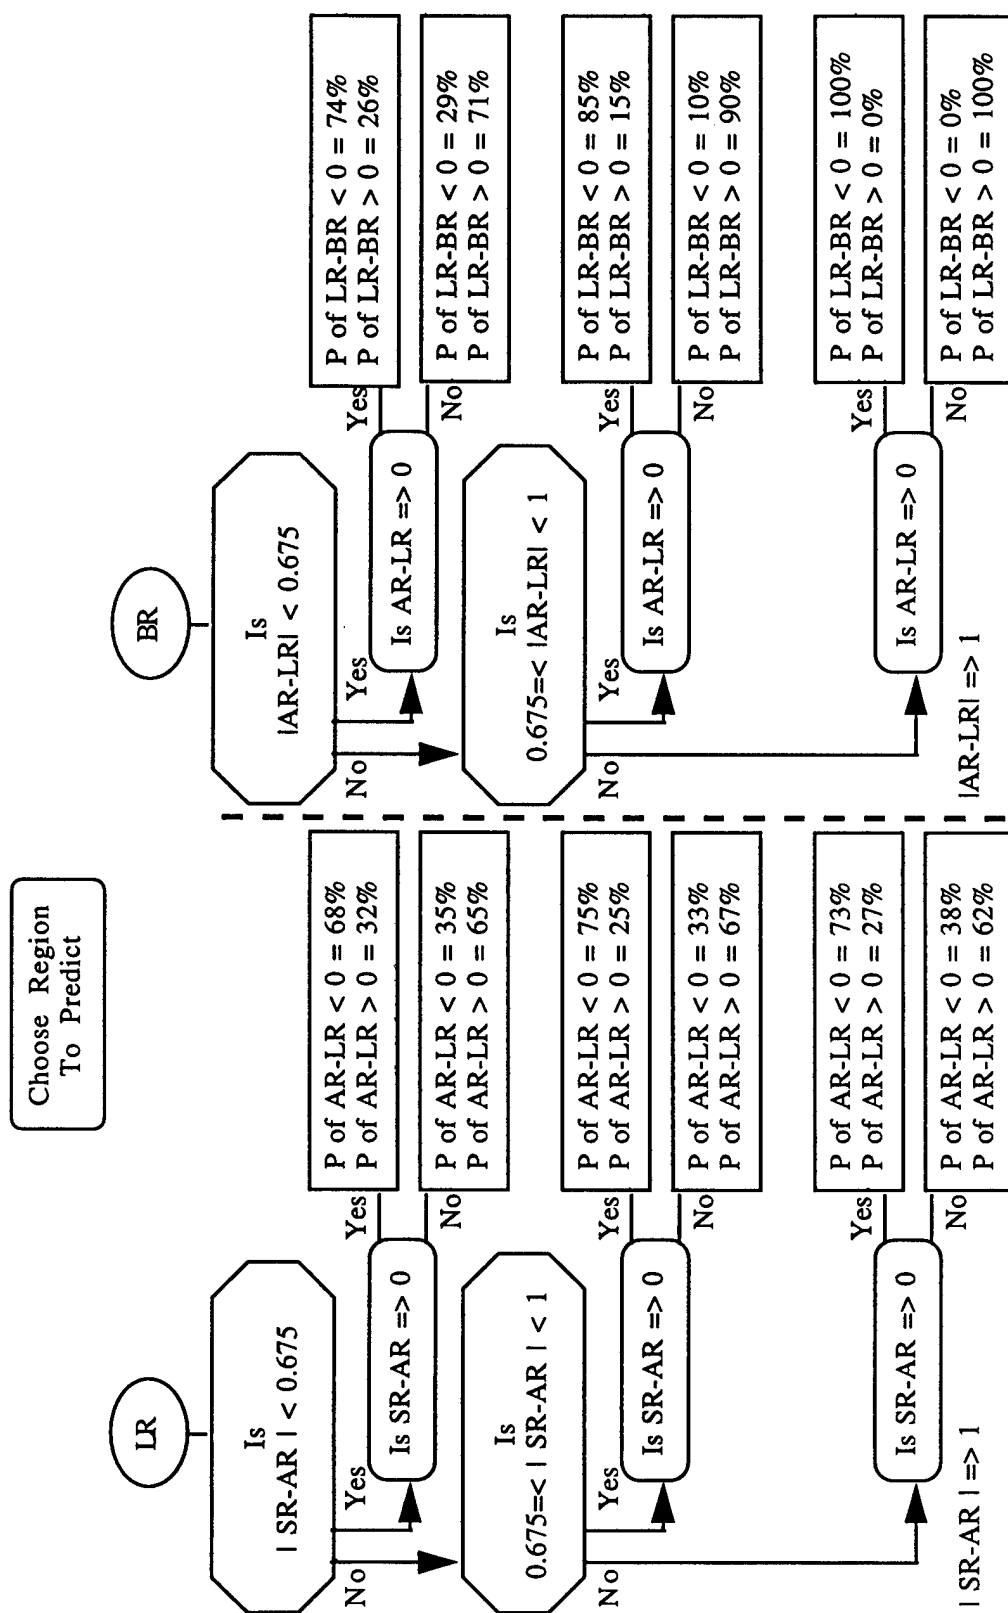 Choose Region
To Predict
LR
Is
| SR-AR | < 0.675
Yes
No
Is SR-AR => 0
Yes
No
P of AR-LR < 0 = 68%
P of AR-LR > 0 = 32%
P of AR-LR < 0 = 35%
P of AR-LR > 0 = 65%
Is
0.675=< | SR-AR | < 1
Yes
No
Is SR-AR => 0
Yes
No
P of AR-LR < 0 = 75%
P of AR-LR > 0 = 25%
P of AR-LR < 0 = 33%
P of AR-LR > 0 = 67%
| SR-AR | => 1
Is SR-AR => 0
Yes
No
P of AR-LR < 0 = 73%
P of AR-LR > 0 = 27%
P of AR-LR < 0 = 38%
P of AR-LR > 0 = 62%
BR
Is
|AR-LR| < 0.675
Yes
No
Is AR-LR => 0
Yes
No
P of LR-BR < 0 = 74%
P of LR-BR > 0 = 26%
P of LR-BR < 0 = 29%
P of LR-BR > 0 = 71%
Is
0.675=< |AR-LR| < 1
Yes
No
Is AR-LR => 0
Yes
No
P of LR-BR < 0 = 85%
P of LR-BR > 0 = 15%
P of LR-BR < 0 = 10%
P of LR-BR > 0 = 90%
|AR-LR| => 1
Is AR-LR => 0
Yes
No
P of LR-BR < 0 = 100%
P of LR-BR > 0 = 0%
P of LR-BR < 0 = 0%
P of LR-BR > 0 = 100%